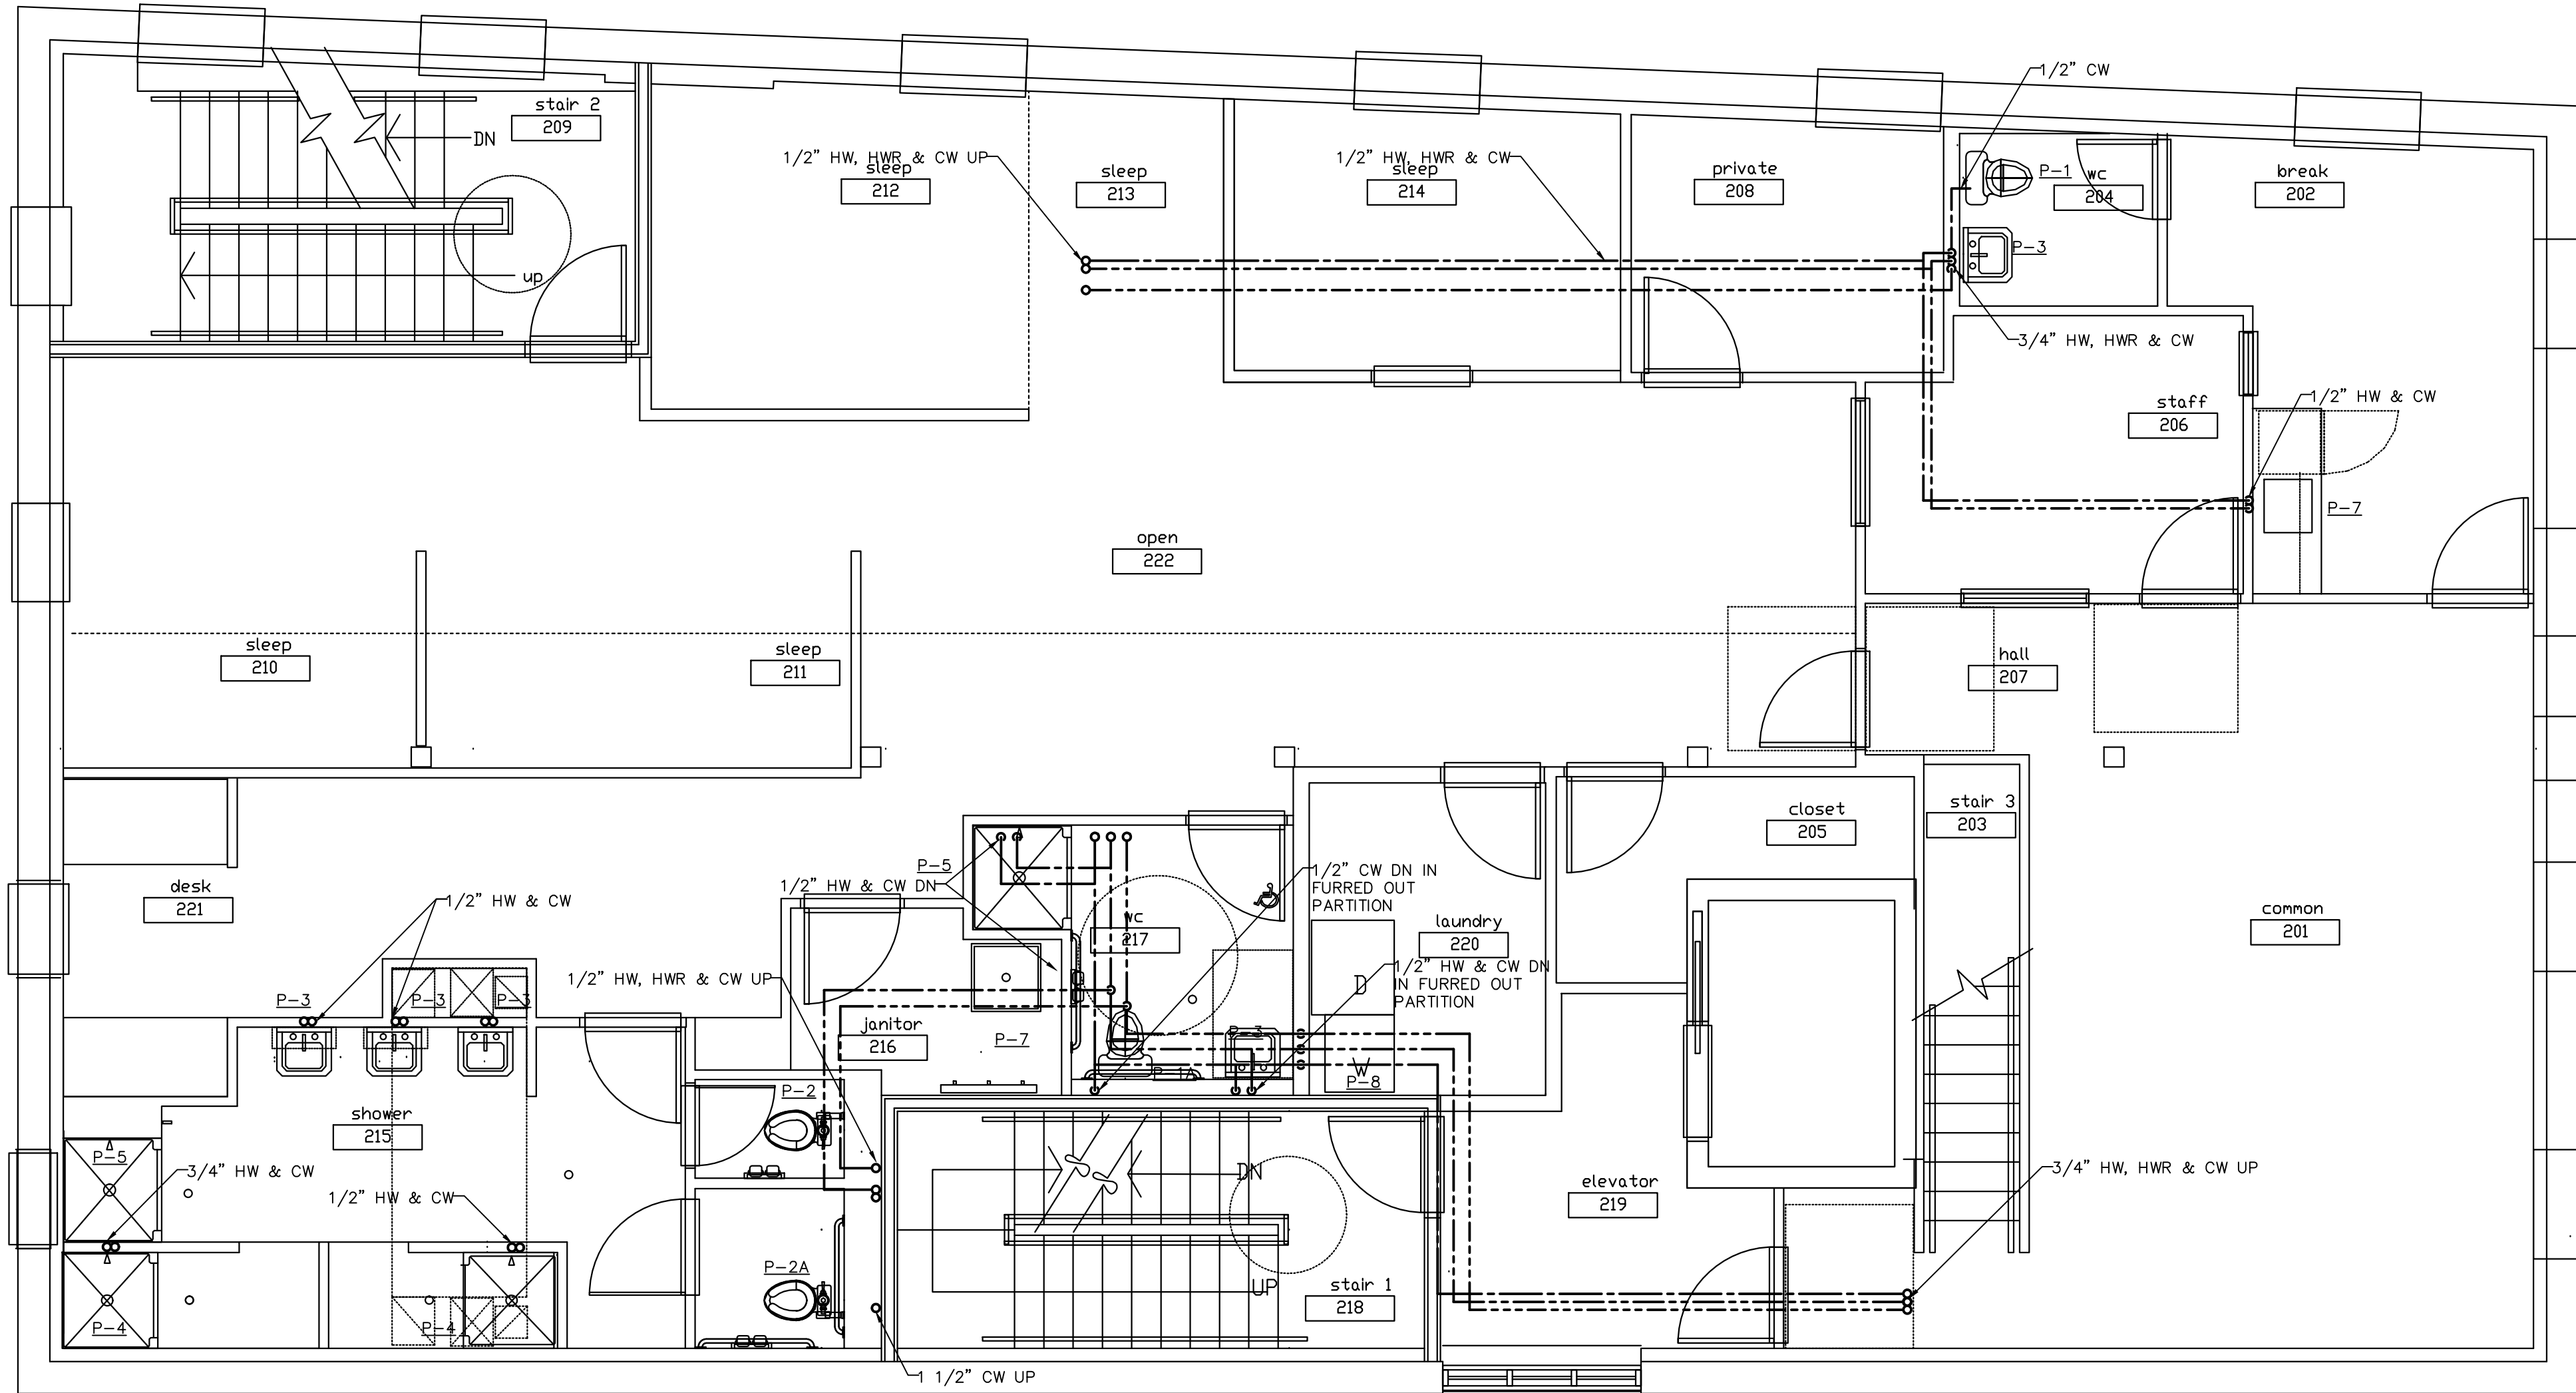 1/2" CW
stair 2
209
DN
1/2" HW, HWR & CW UP
sleep
212
sleep
213
1/2" HW, HWR & CW
sleep
214
private
208
P-1
wc
204
break
202
P-3
up
3/4" HW, HWR & CW
1/2" HW & CW
staff
206
P-7
open
222
sleep
210
sleep
211
hall
207
closet
205
stair 3
203
P-5
1/2" HW & CW DN
1/2" CW DN IN
FURRED OUT
PARTITION
desk
221
1/2" HW & CW
wc
217
laundry
220
common
201
1/2" HW, HWR & CW UP
1/2" HW & CW DN
IN FURRED OUT
PARTITION
D
P-3
P-3
P-3
janitor
216
P-7
P-3
W
P-8
P-1A
P-2
shower
215
P-5
3/4" HW & CW
1/2" HW & CW
DN
elevator
219
3/4" HW, HWR & CW UP
P-2A
UP
stair 1
218
P-4
P-4
1 1/2" CW UP